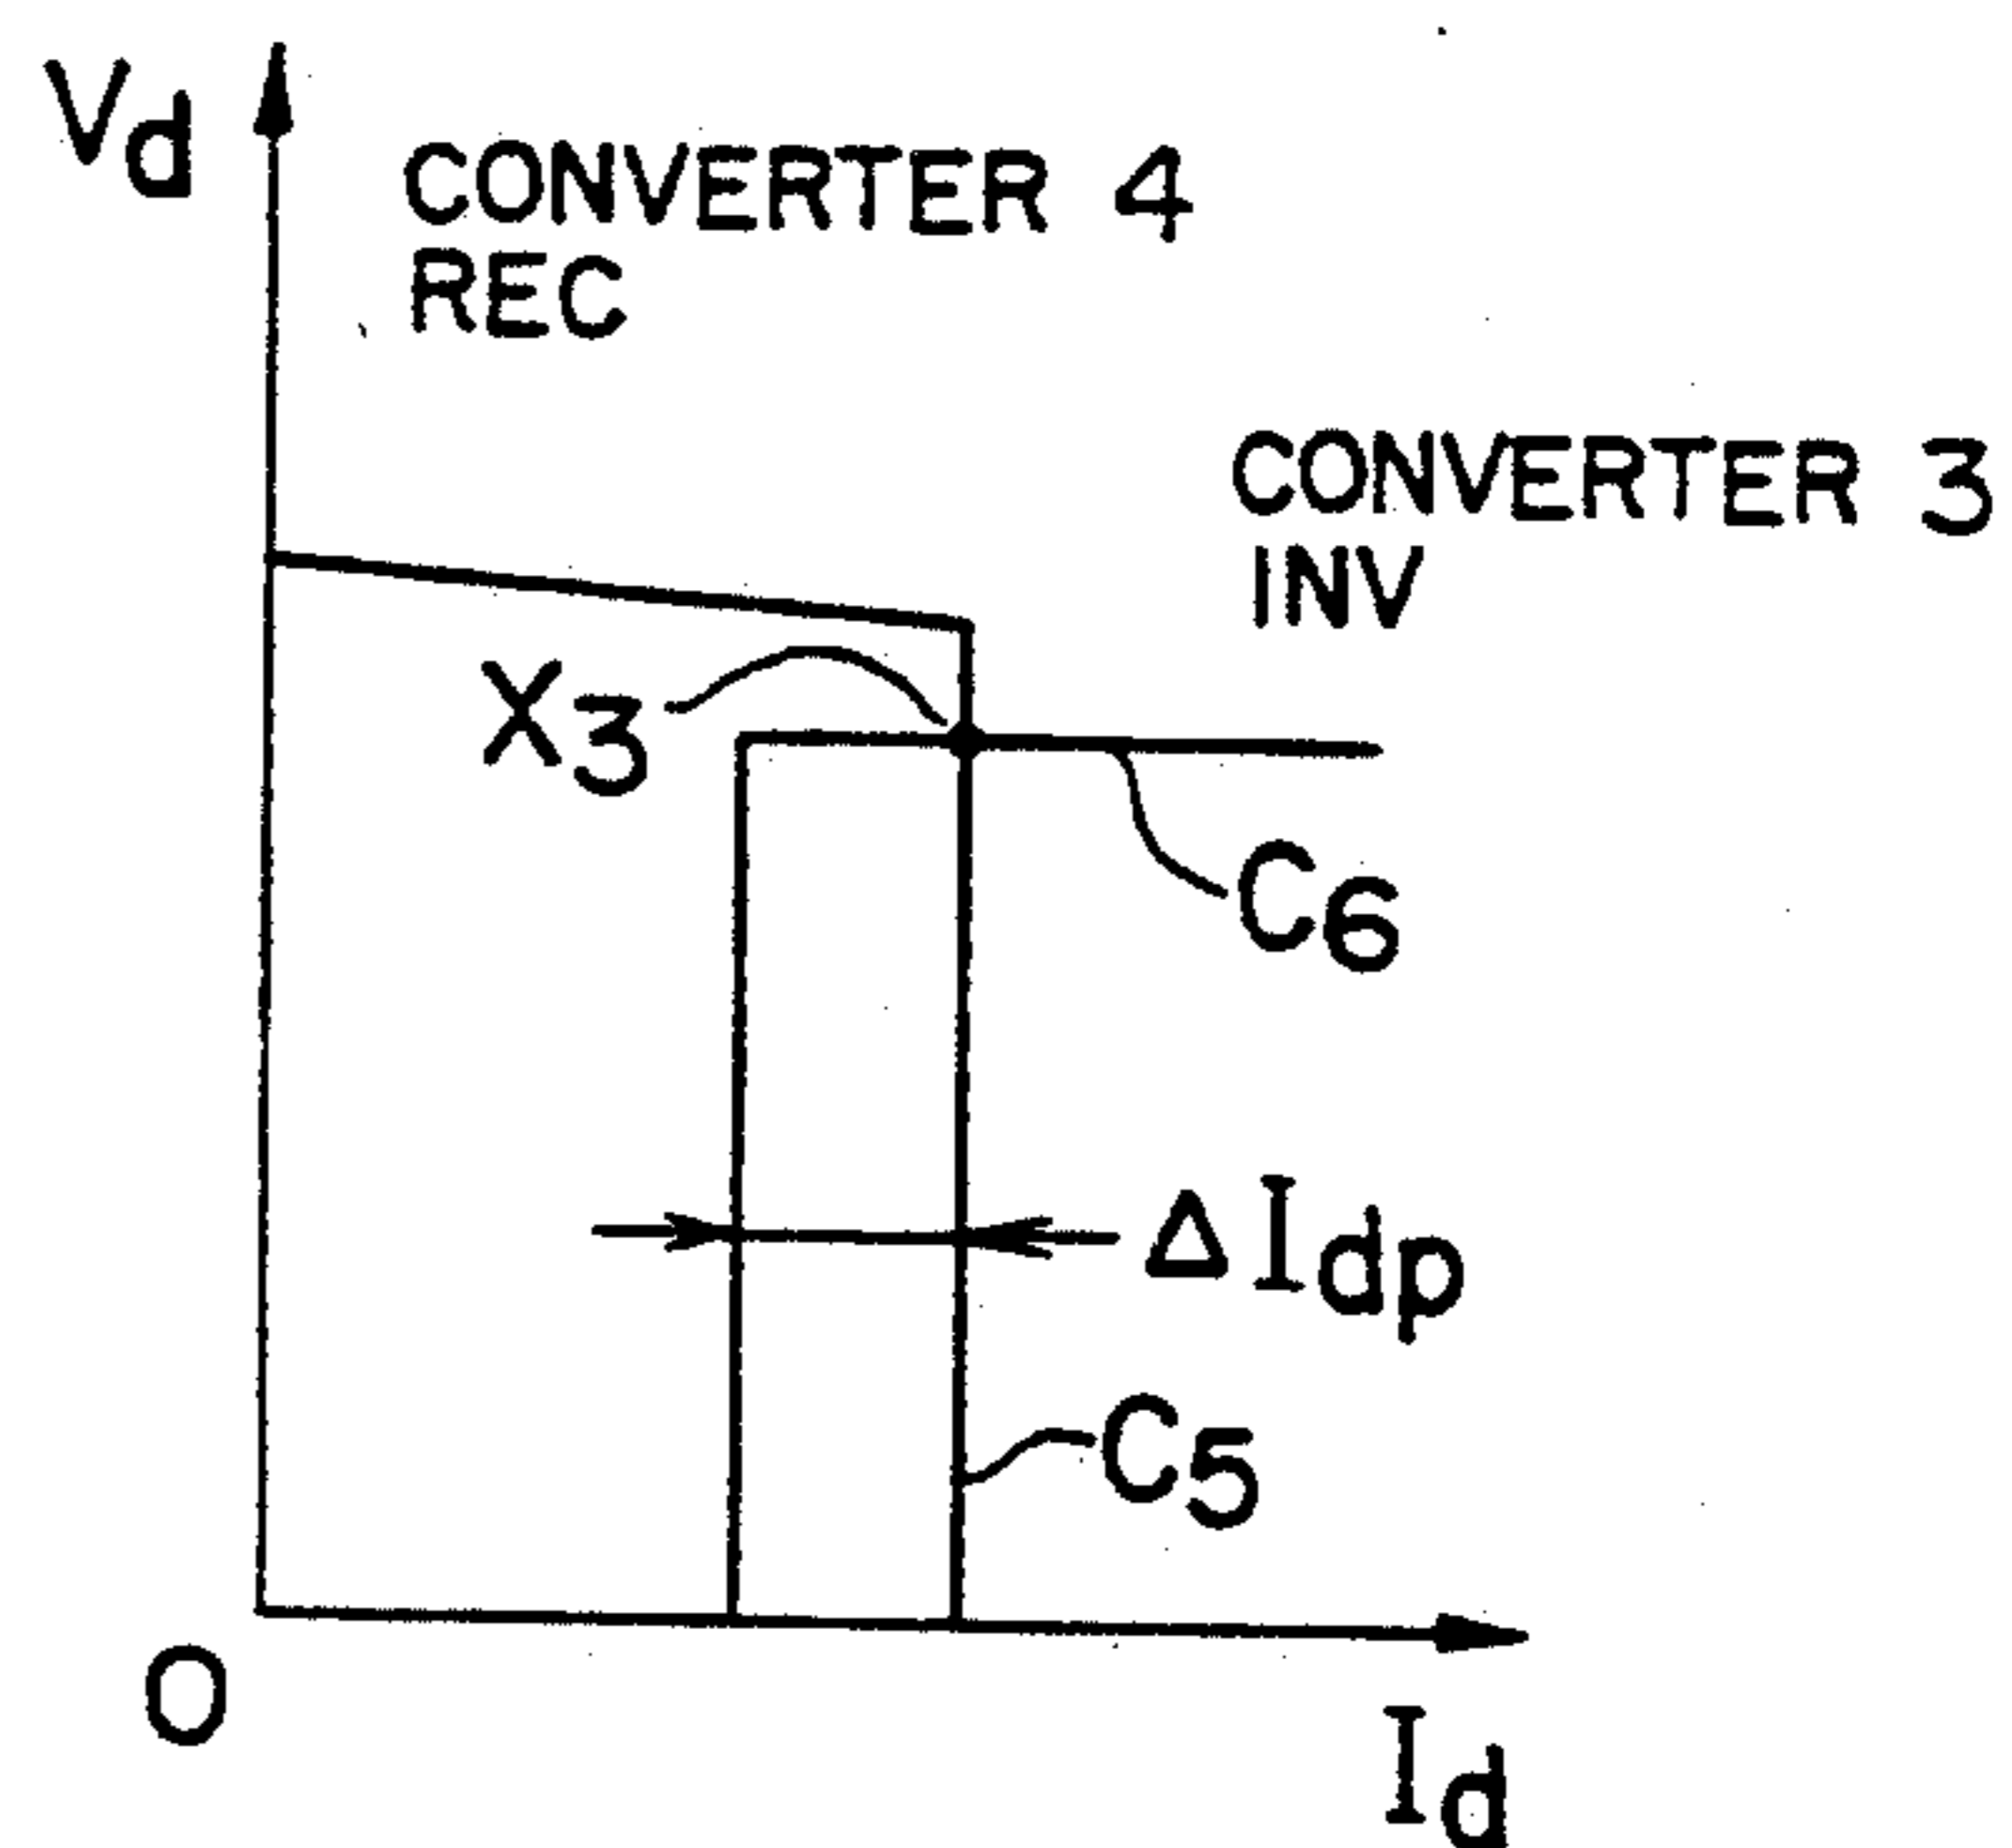 Vd
CONVERTER 4
REC
CONVERTER 3
INV
X3
C6
ΔIdp
C5
O
Id